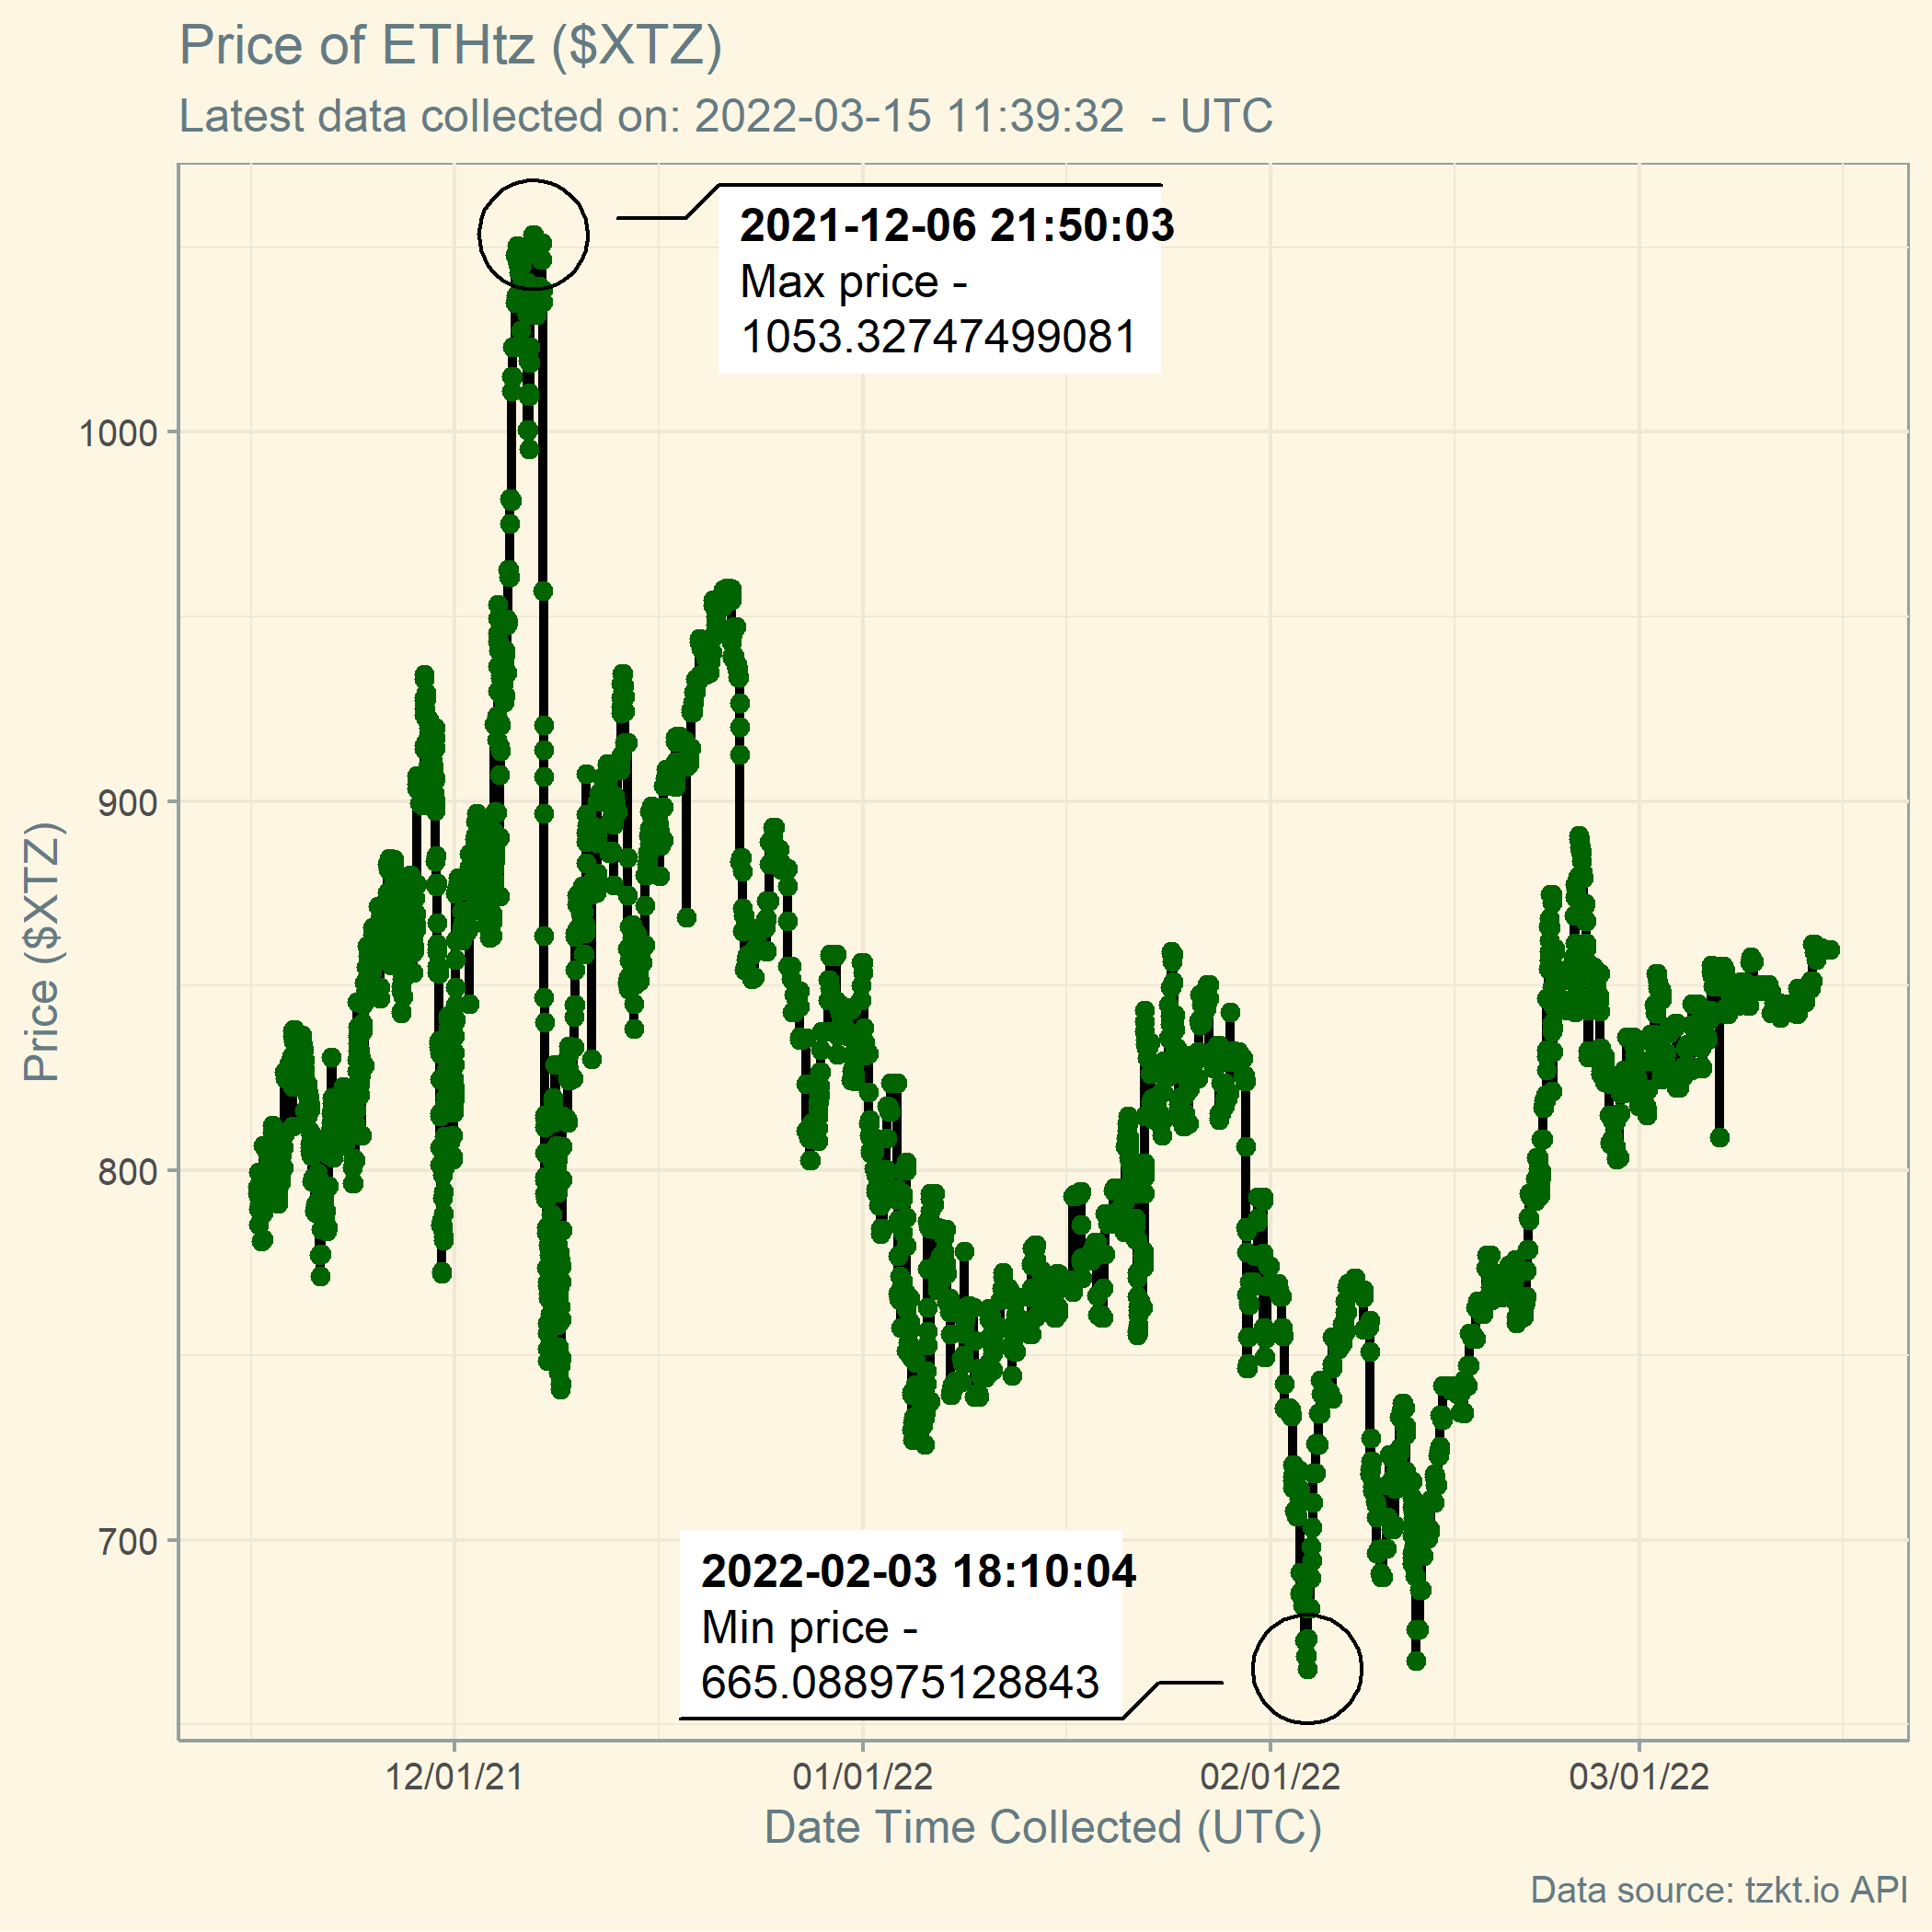 Price of ETHtz ($XTZ)
Latest data collected on: 2022-03-15 11:39:32  - UTC
2021-12-06 21:50:03
Max price -
1053.32747499081
1000
900
800
700
Price ($XTZ)
2022-02-03 18:10:04
Min price -
665.088975128843
12/01/21
01/01/22
02/01/22
03/01/22
Date Time Collected (UTC)
Data source: tzkt.io API